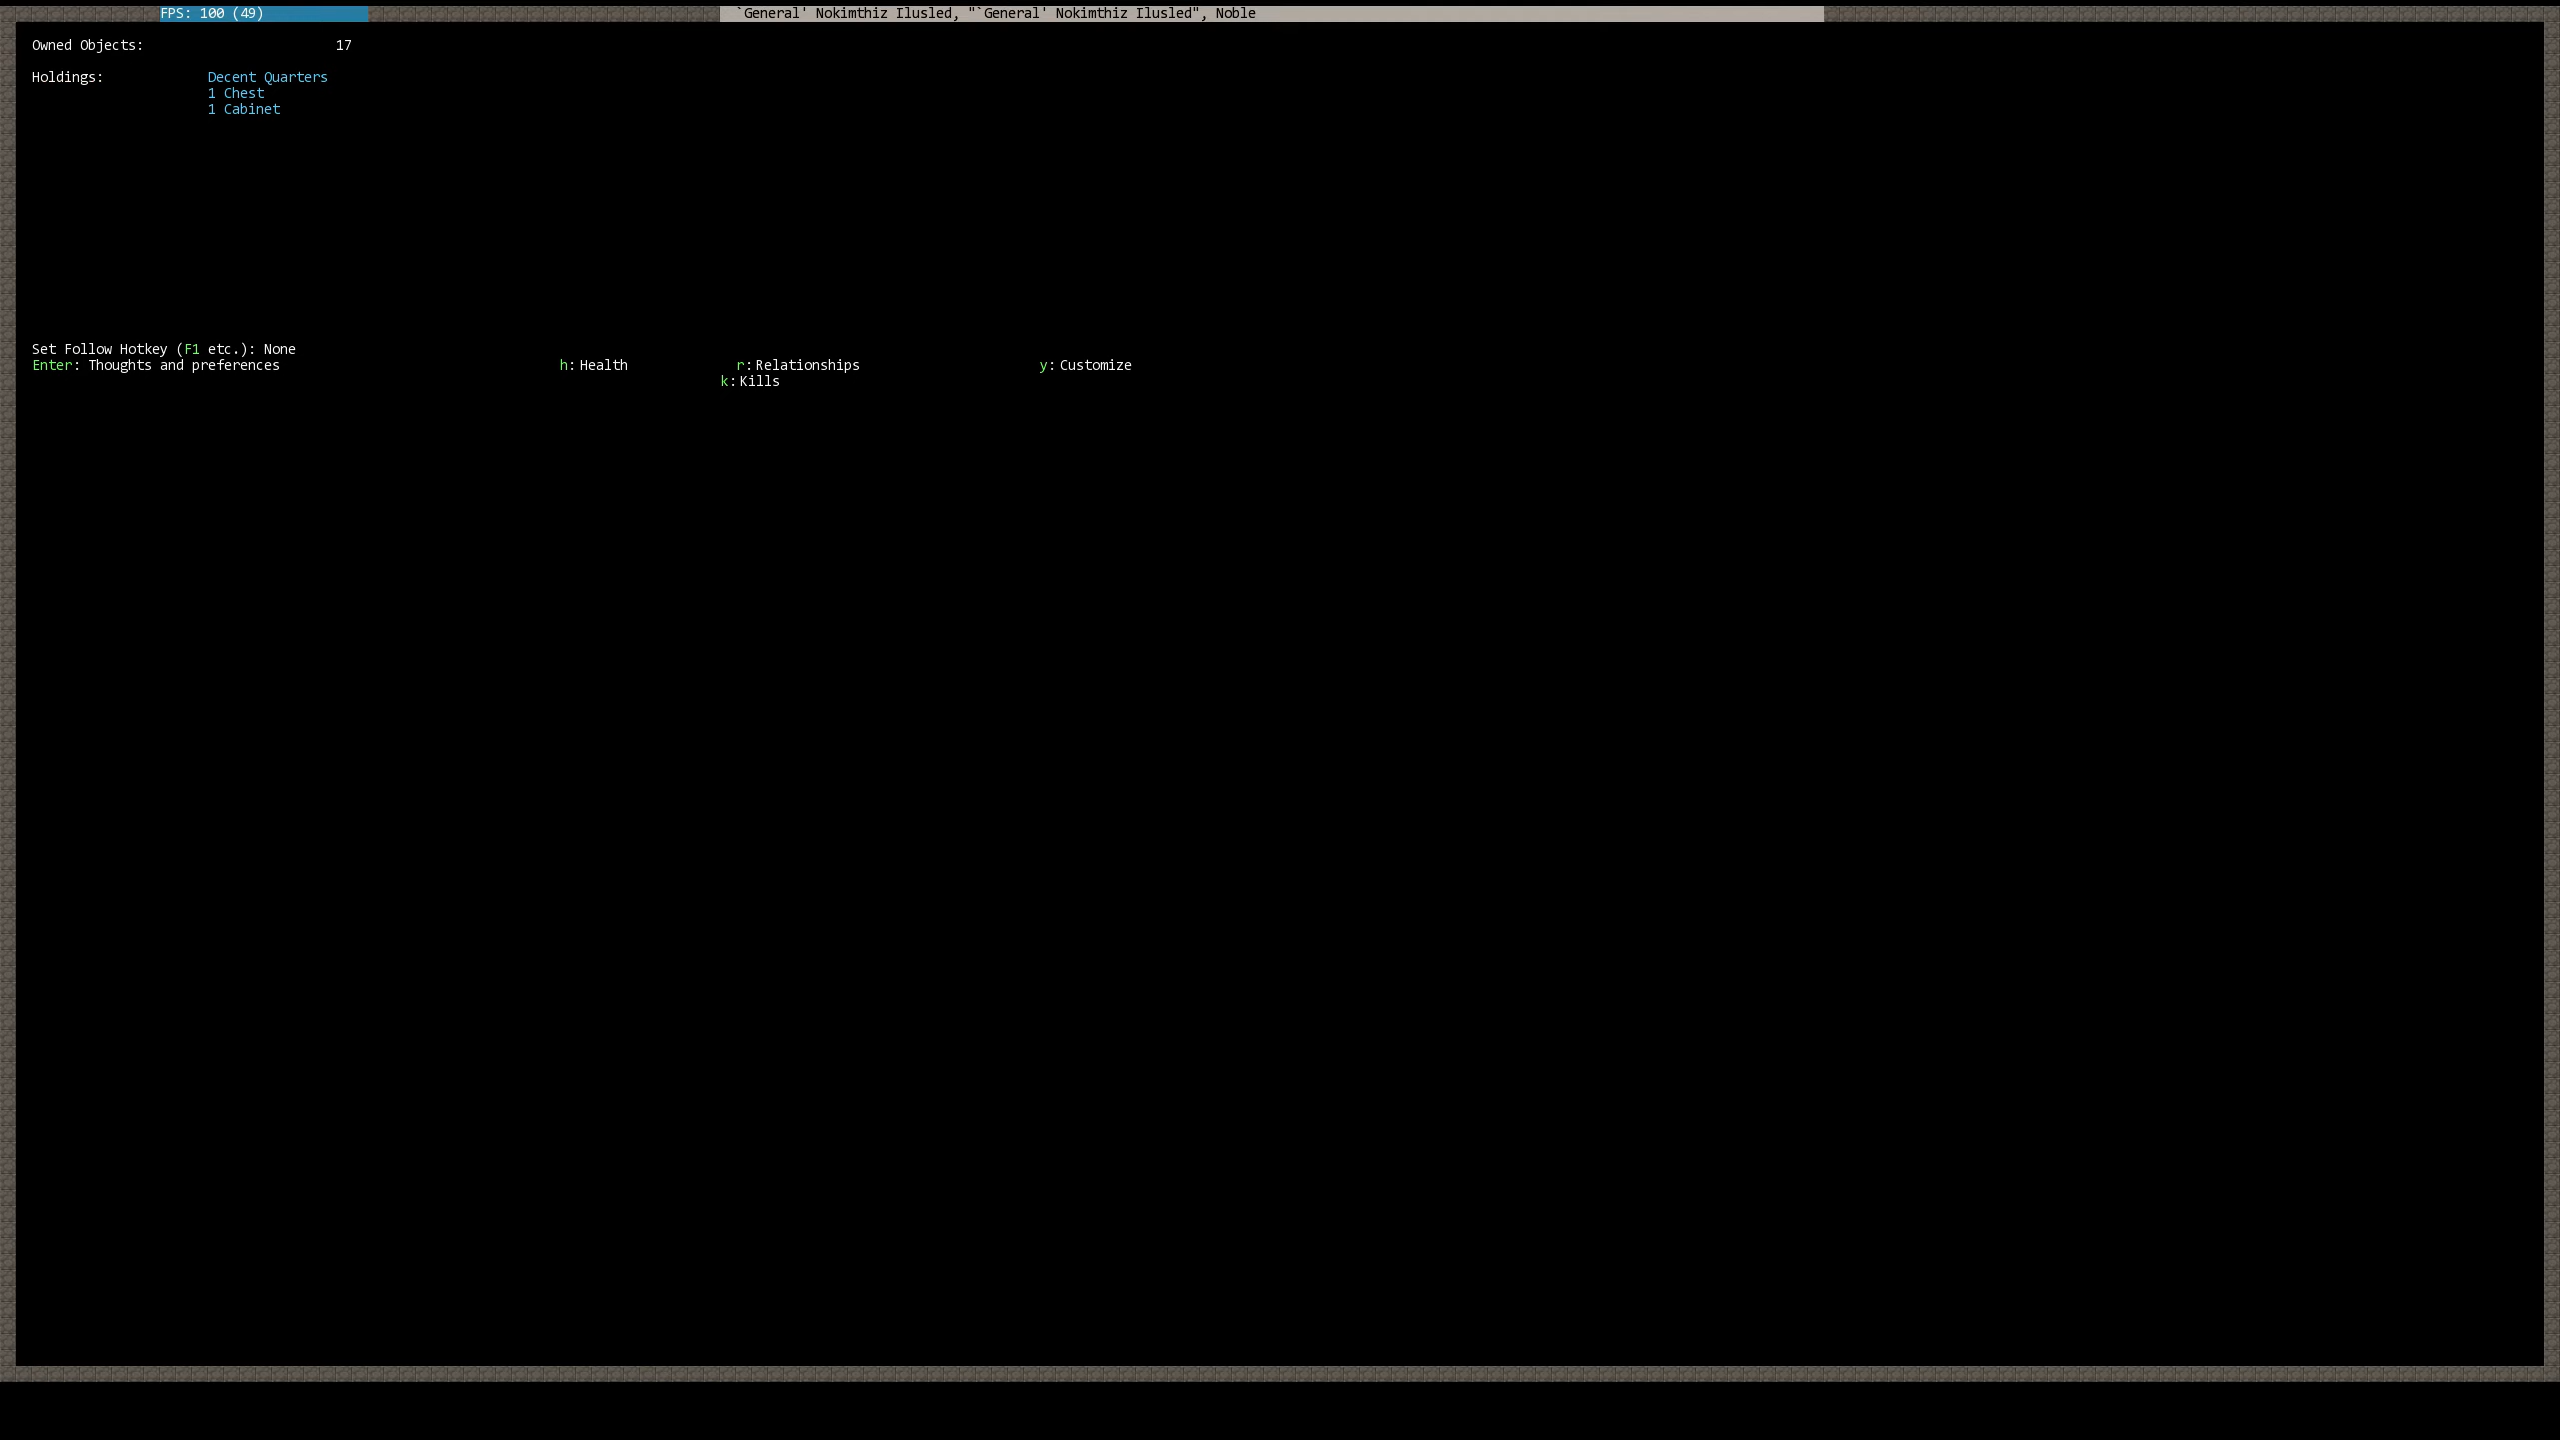 FPS: 100 (49)
`General' Nokimthiz Ilusled, "`General' Nokimthiz Ilusled", Noble
Owned Objects: 17
Holdings: Decent Quarters
1 Chest
1 Cabinet
Set Follow Hotkey (F1 etc.): None
Enter: Thoughts and preferences h: Health r: Relationships y: Customize
k: Kills